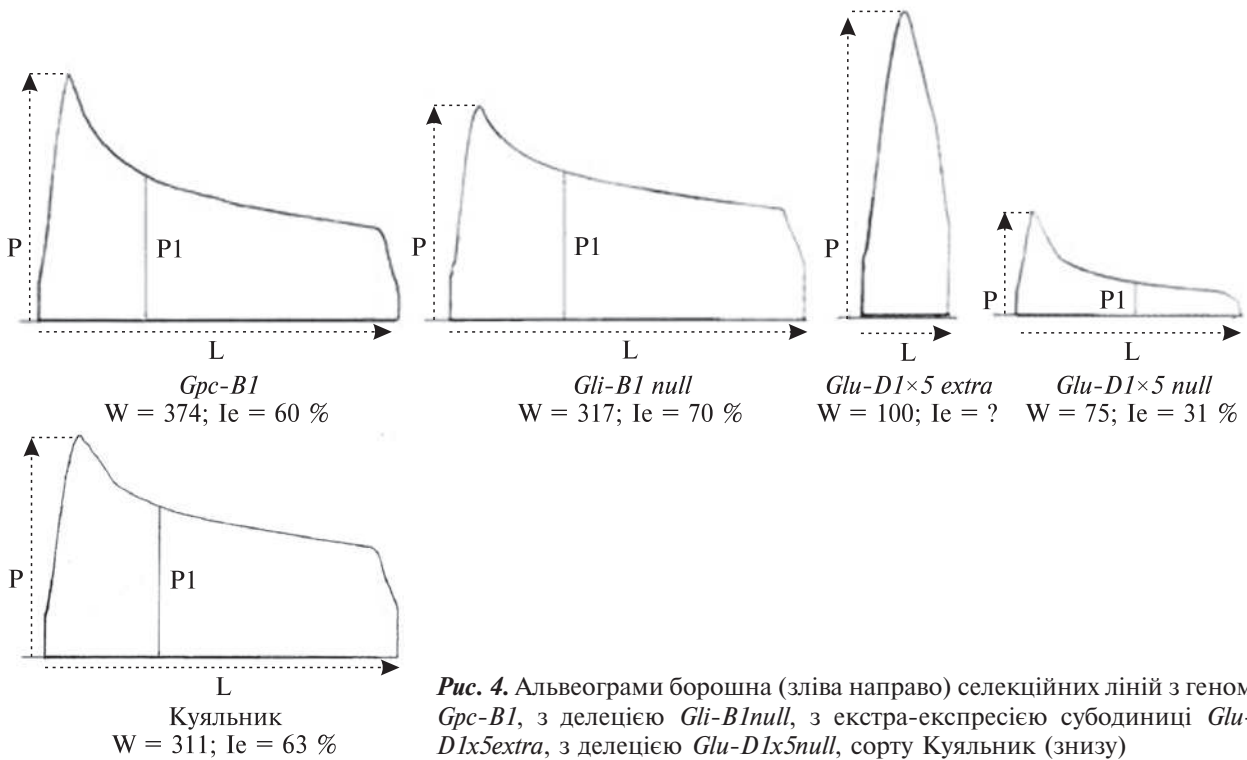 P
P1
L
Gpc-B1
W = 374; Ie = 60 %
P
P1
L
Gli-B1 null
W = 317; Ie = 70 %
P
L
Glu-D1×5 extra
W = 100; Ie = ?
P
P1
L
Glu-D1×5 null
W = 75; Ie = 31 %
P
P1
L
Куяльник
W = 311; Ie = 63 %
Рис. 4. Альвеограми борошна (зліва направо) селекційних ліній з геном
Gpc-B1, з делецією Gli-B1null, з екстра-експресією субодиниці Glu-
D1x5extra, з делецією Glu-D1x5null, сорту Куяльник (знизу)